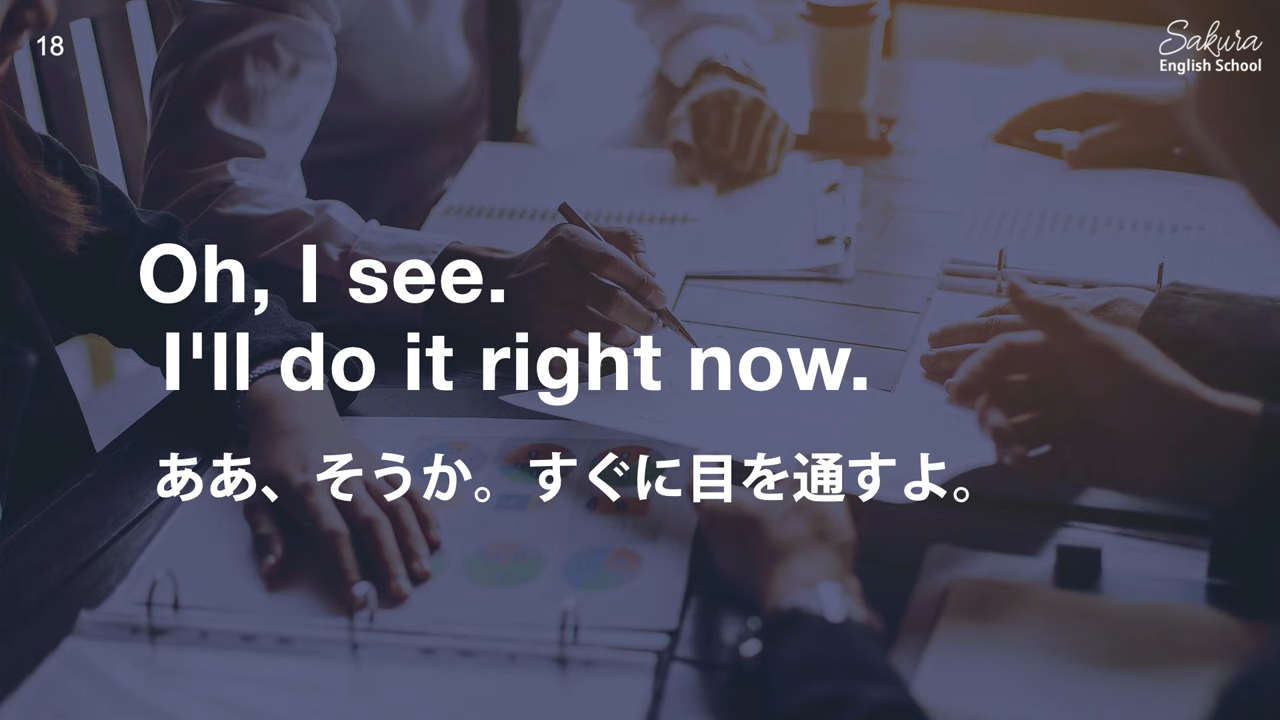 18
Sakura
English School
Oh, I see.
I'll do it right now.
ああ、そうか。すぐに目を通すよ。